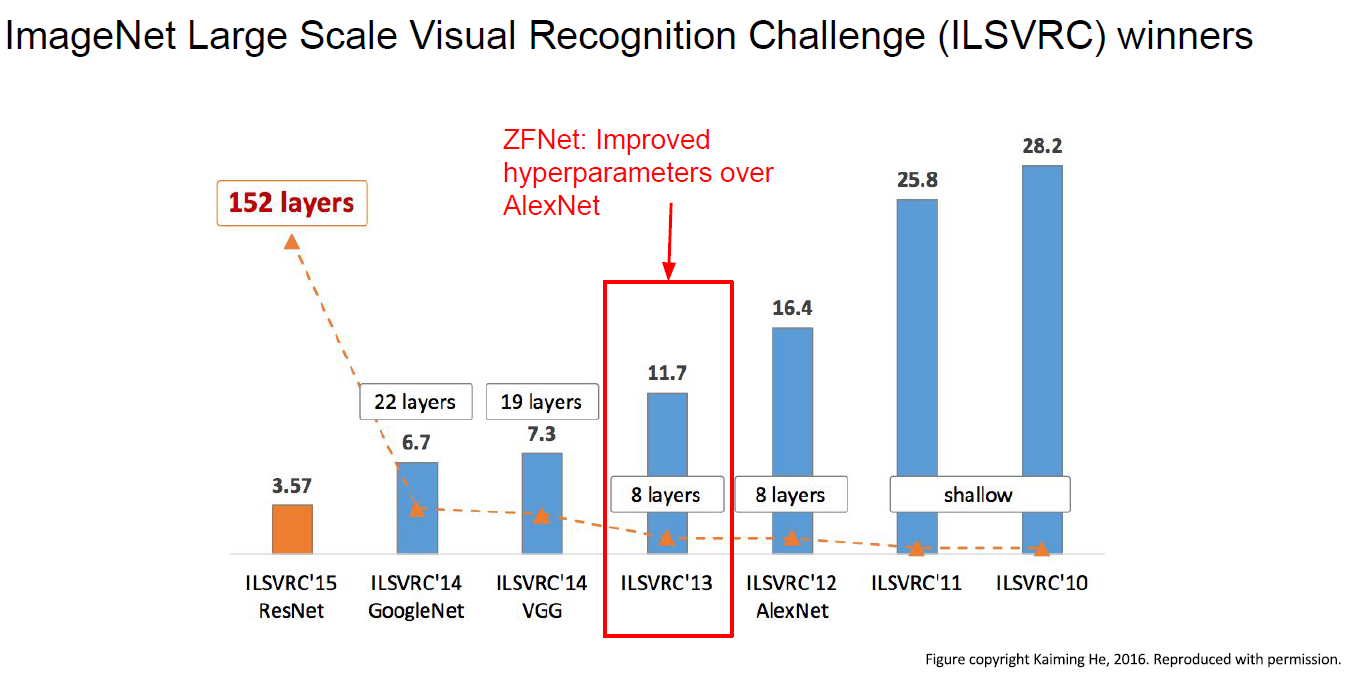 ImageNet Large Scale Visual Recognition Challenge (ILSVRC) winners
ZFNet: Improved
hyperparameters over
AlexNet
28.2
25.8
152 layers
16.4
11.7
22 layers
19 layers
6.7
7.3
3.57
8 layers
8 layers
shallow
ILSVRC'15
ResNet
ILSVRC'14
GoogleNet
ILSVRC'14
VGG
ILSVRC'13
ILSVRC'12
AlexNet
ILSVRC'11
ILSVRC'10
Figure copyright Kaiming He, 2016. Reproduced with permission.